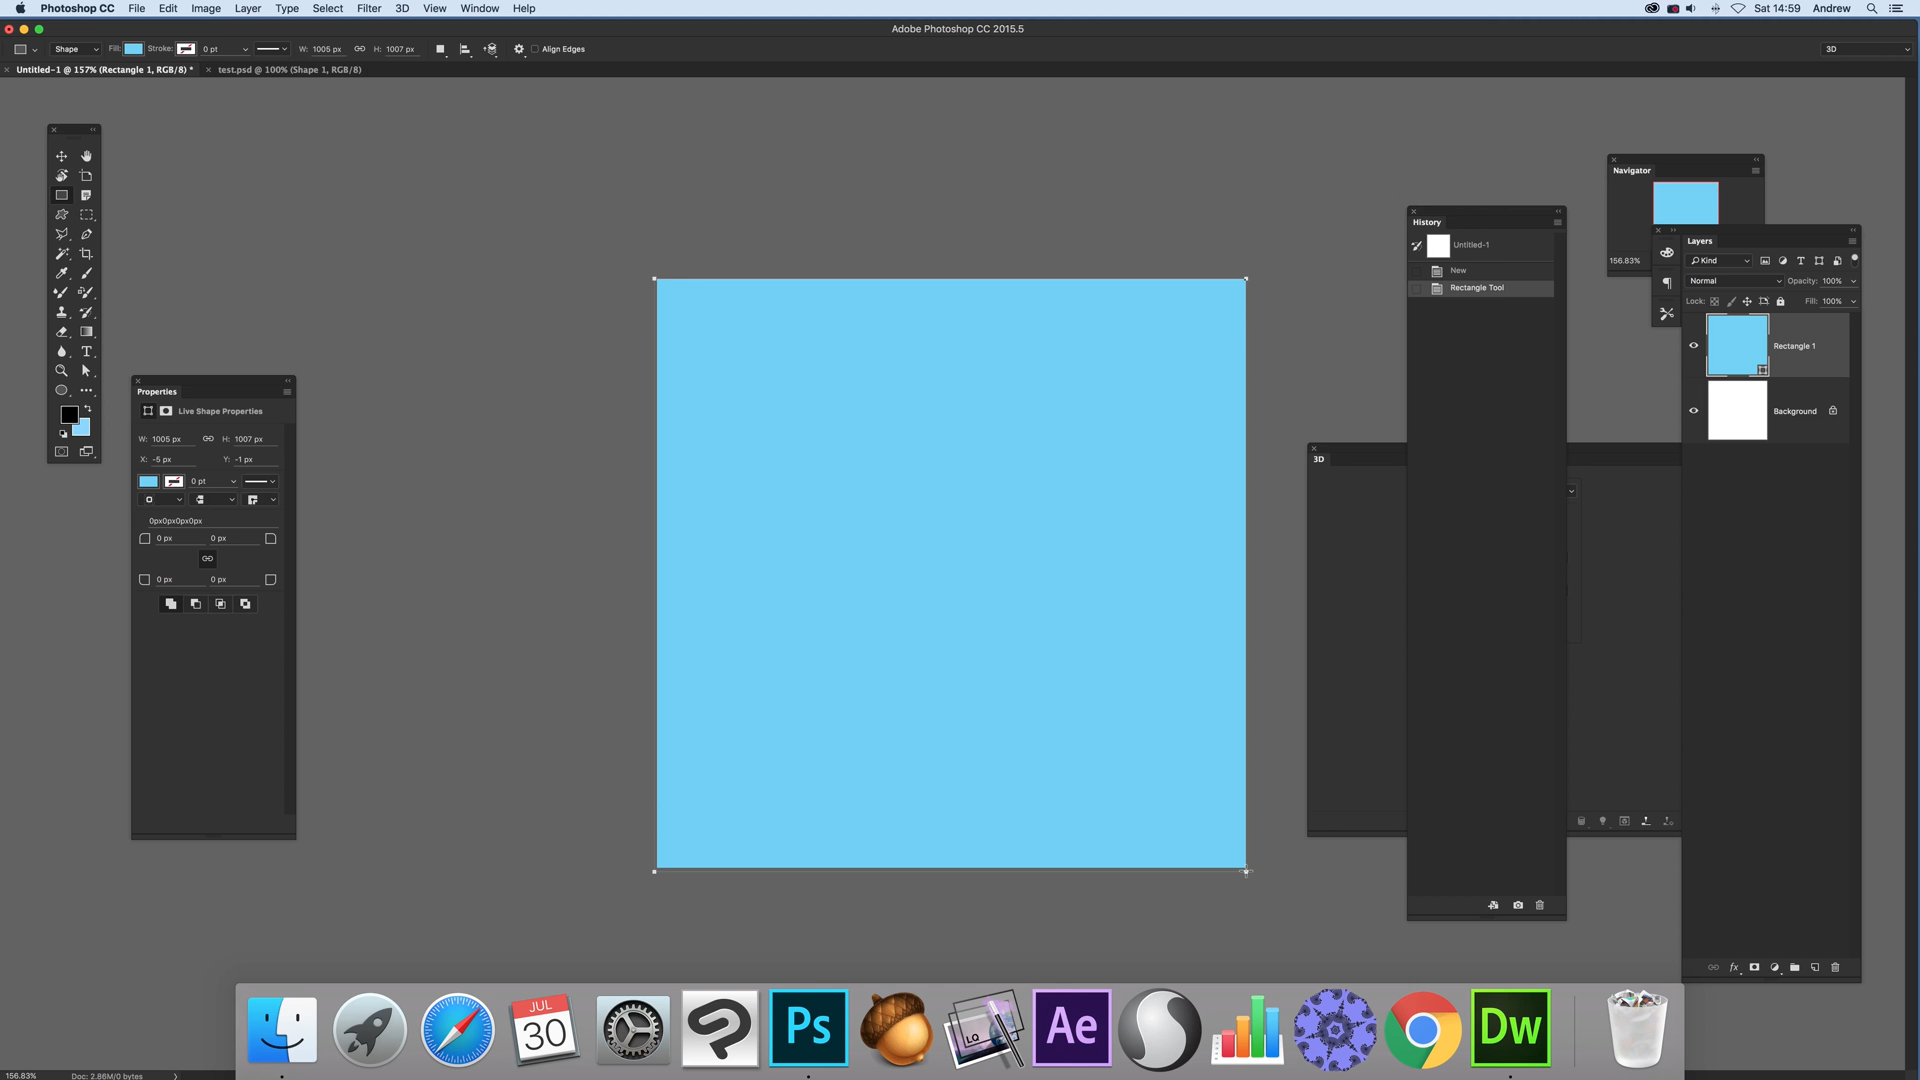 Photoshop CC File Edit Image Layer Type Select Filter 3D View Window Help Sat 14:59 Andrew
Adobe Photoshop CC 2015.5
Shape Fill: Stroke: 0 pt W: 1005 px H: 1007 px Align Edges 3D
Untitled-1 @ 157% (Rectangle 1, RGB/8) * test.psd @ 100% (Shape 1, RGB/8)
Navigator
156.83%
History
Untitled-1
New
Rectangle Tool
Layers
Kind
Normal Opacity: 100%
Lock: Fill: 100%
Rectangle 1
Background
Properties
Live Shape Properties
W: 1005 px H: 1007 px
X: -5 px Y: -1 px
0 pt
0px0px0px0px
0 px 0 px
0 px 0 px
3D
fx
JUL
30
Ps
LQ
Ae
Dw
156.83% Doc: 2.86M/0 bytes